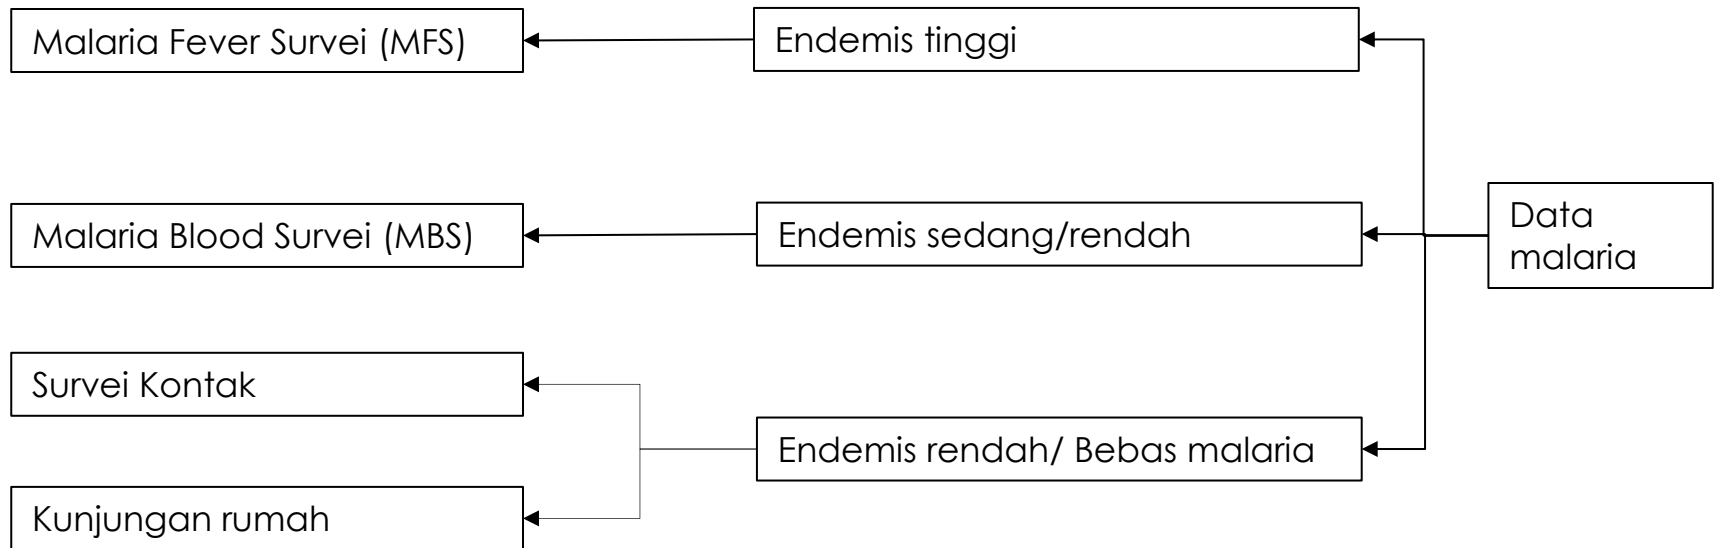 Malaria Fever Survei (MFS)
Endemis tinggi
Malaria Blood Survei (MBS)
Endemis sedang/rendah
Data
malaria
Survei Kontak
Endemis rendah/ Bebas malaria
Kunjungan rumah